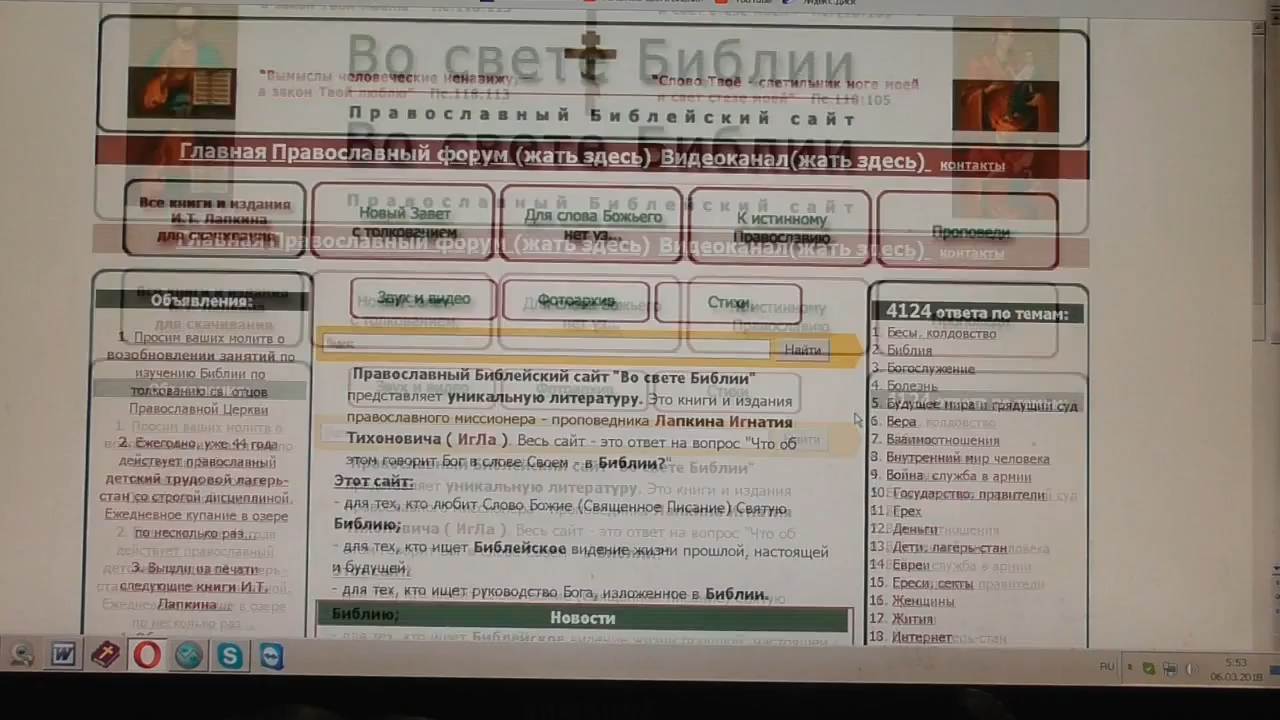 Во свете Библии
"Вымыслы человеческие ненавижу,
а закон Твой люблю" Пс.118:113
"Слово Твоё - светильник ноге моей
и свет стезе моей" Пс.118:105
Православный Библейский сайт
Главная Православный форум (жать здесь) Видеоканал(жать здесь) контакты
Все книги и издания
И.Т. Лапкина
для скачивания
Новый Завет
с толкованием
Для слова Божьего
нет уз...
К истинному
Православию
Проповеди
Звук и видео
Фотоархив
Стихи
Объявления:
1. Просим ваших молитв о
возобновлении занятий по
изучению Библии по
толкованию св. отцов
Православной Церкви
2. Ежегодно, уже 44 года
действует православный
детский трудовой лагерь-
стан со строгой дисциплиной.
Ежедневное купание в озере
по несколько раз...
3. Вышли из печати
следующие книги И.Т.
Лапкина
Найти
Православный Библейский сайт "Во свете Библии"
представляет уникальную литературу. Это книги и издания
православного миссионера - проповедника Лапкина Игнатия
Тихоновича ( ИгЛа ). Весь сайт - это ответ на вопрос "Что об
этом говорит Бог в слове Своем - в Библии?"
Этот сайт:
- для тех, кто любит Слово Божие (Священное Писание) Святую
Библию;
- для тех, кто ищет Библейское видение жизни прошлой, настоящей
и будущей.
- для тех, кто ищет руководство Бога, изложенное в Библии.
Библию;
Новости
4124 ответа по темам:
1. Бесы, колдовство
2. Библия
3. Богослужение
4. Болезнь
5. Будущее мира и грядущий суд
6. Вера
7. Взаимоотношения
8. Внутренний мир человека
9. Война, служба в армии
10. Государство, правители
11. Грех
12. Деньги
13. Дети, лагерь-стан
14. Евреи
15. Ереси, секты
16. Женщины
17. Жития
18. Интернет
RU
5:53
06.03.2018